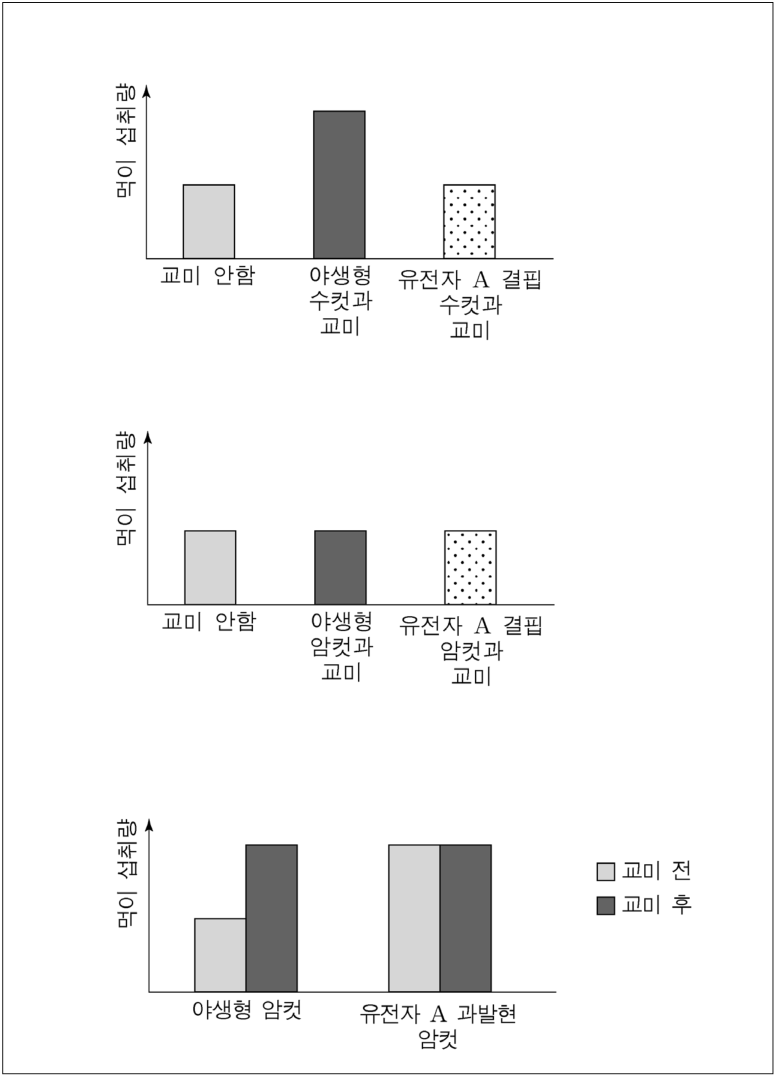 먹이 섭취량
교미 안함
야생형
수컷과
교미
유전자 A 결핍
수컷과
교미
먹이 섭취량
교미 안함
야생형
암컷과
교미
유전자 A 결핍
암컷과
교미
먹이 섭취량
야생형 암컷
유전자 A 과발현
암컷
교미 전
교미 후